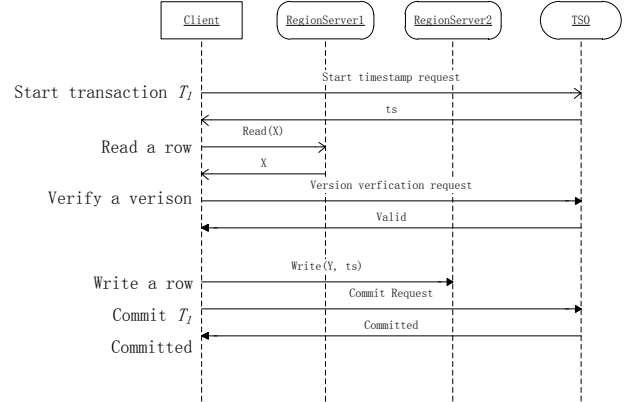 Client RegionServer1 RegionServer2 TSO
Start timestamp request
Start transaction T1
ts
Read(X)
Read a row
X
Version verfication request
Verify a verison
Valid
Write(Y, ts)
Write a row
Commit Request
Commit T1
Committed
Committed